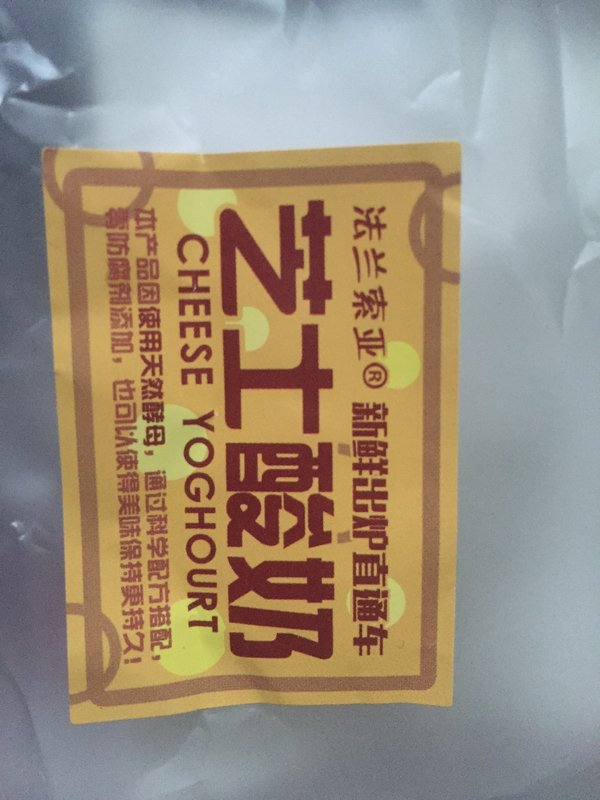 法兰索亚® 新鲜出炉直通车
芝士酸奶
CHEESE YOGHOURT
本产品因使用天然酵母，通过科学配方搭配，
零防腐剂添加，也可以使得美味保持更持久！